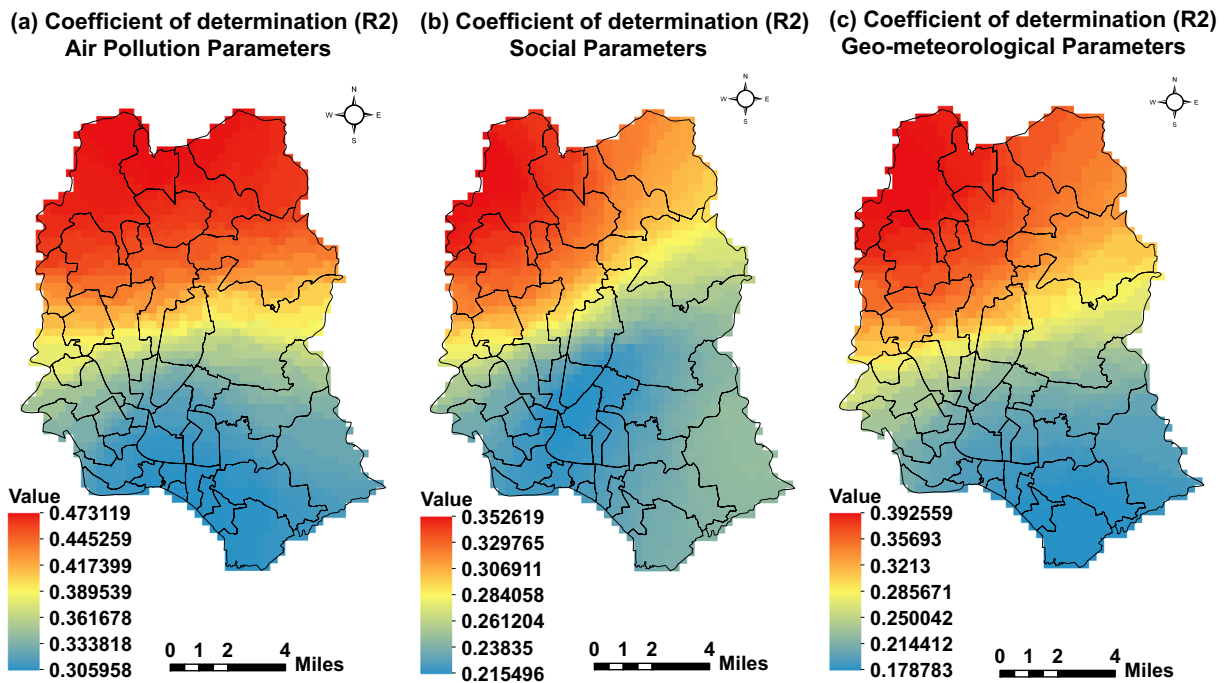 (a) Coefficient of determination (R2)
Air Pollution Parameters
N
W
E
S
Value
0.473119
0.445259
0.417399
0.389539
0.361678
0.333818
0.305958
0 1 2 4
Miles
(b) Coefficient of determination (R2)
Social Parameters
N
W
E
S
Value
0.352619
0.329765
0.306911
0.284058
0.261204
0.23835
0.215496
0 1 2 4
Miles
(c) Coefficient of determination (R2)
Geo-meteorological Parameters
N
W
E
S
Value
0.392559
0.35693
0.3213
0.285671
0.250042
0.214412
0.178783
0 1 2 4
Miles